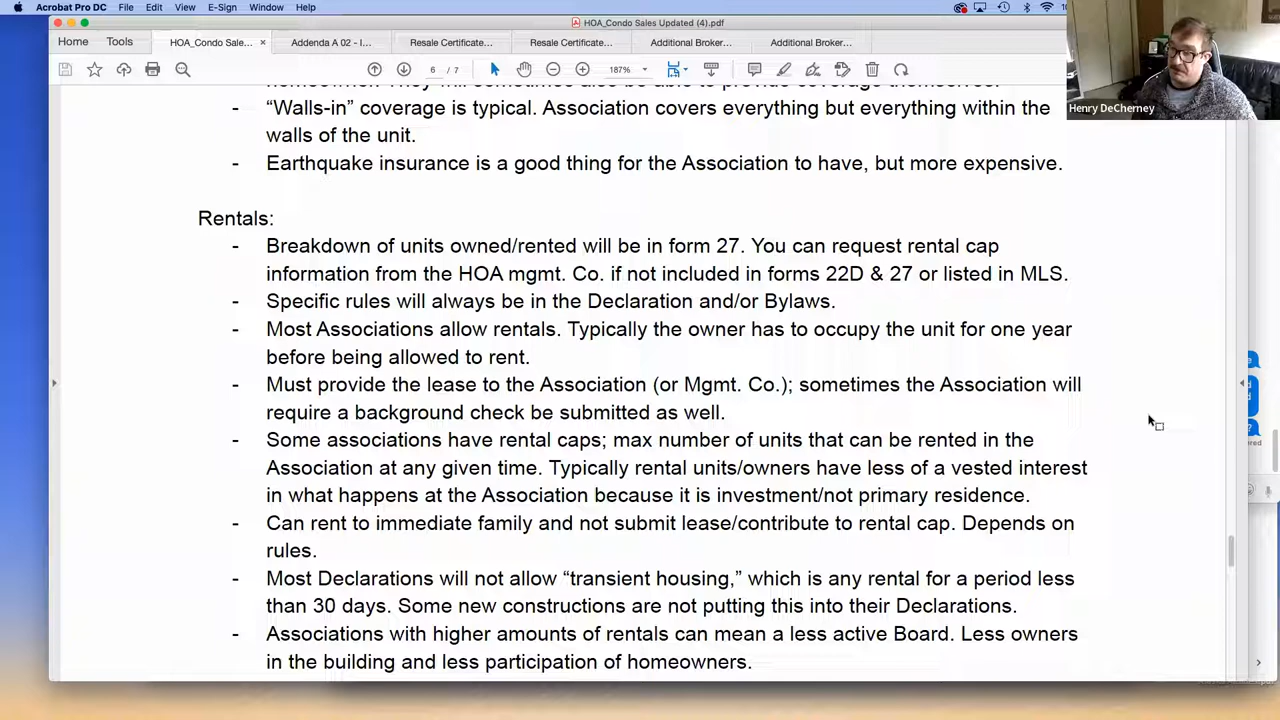 Acrobat Pro DC File Edit View E-Sign Window Help
HOA_Condo Sales Updated (4).pdf
Home Tools HOA_Condo Sale... × Addenda A 02 - I... Resale Certificate... Resale Certificate... Additional Broker... Additional Broker...
6 / 7 187%
Henry DeCherney
- “Walls-in” coverage is typical. Association covers everything but everything within the
walls of the unit.
- Earthquake insurance is a good thing for the Association to have, but more expensive.
Rentals:
- Breakdown of units owned/rented will be in form 27. You can request rental cap
information from the HOA mgmt. Co. if not included in forms 22D & 27 or listed in MLS.
- Specific rules will always be in the Declaration and/or Bylaws.
- Most Associations allow rentals. Typically the owner has to occupy the unit for one year
before being allowed to rent.
- Must provide the lease to the Association (or Mgmt. Co.); sometimes the Association will
require a background check be submitted as well.
- Some associations have rental caps; max number of units that can be rented in the
Association at any given time. Typically rental units/owners have less of a vested interest
in what happens at the Association because it is investment/not primary residence.
- Can rent to immediate family and not submit lease/contribute to rental cap. Depends on
rules.
- Most Declarations will not allow “transient housing,” which is any rental for a period less
than 30 days. Some new constructions are not putting this into their Declarations.
- Associations with higher amounts of rentals can mean a less active Board. Less owners
in the building and less participation of homeowners.